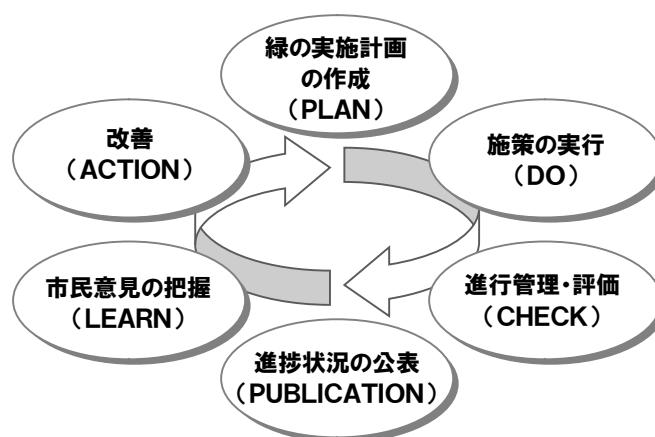 緑の実施計画
の作成
（PLAN）
施策の実行
（DO）
進行管理・評価
（CHECK）
進捗状況の公表
（PUBLICATION）
市民意見の把握
（LEARN）
改善
（ACTION）